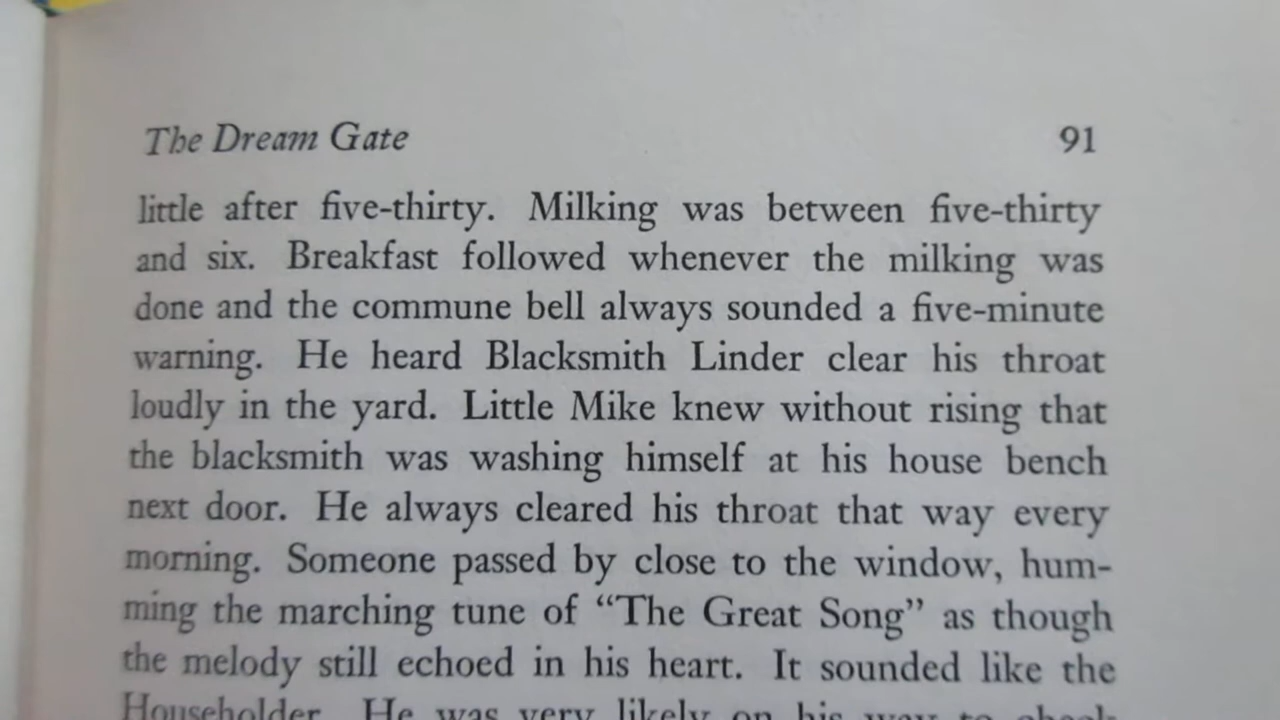 The Dream Gate 91
little after five-thirty. Milking was between five-thirty
and six. Breakfast followed whenever the milking was
done and the commune bell always sounded a five-minute
warning. He heard Blacksmith Linder clear his throat
loudly in the yard. Little Mike knew without rising that
the blacksmith was washing himself at his house bench
next door. He always cleared his throat that way every
morning. Someone passed by close to the window, hum-
ming the marching tune of “The Great Song” as though
the melody still echoed in his heart. It sounded like the
Householder. He was very likely on his way to check